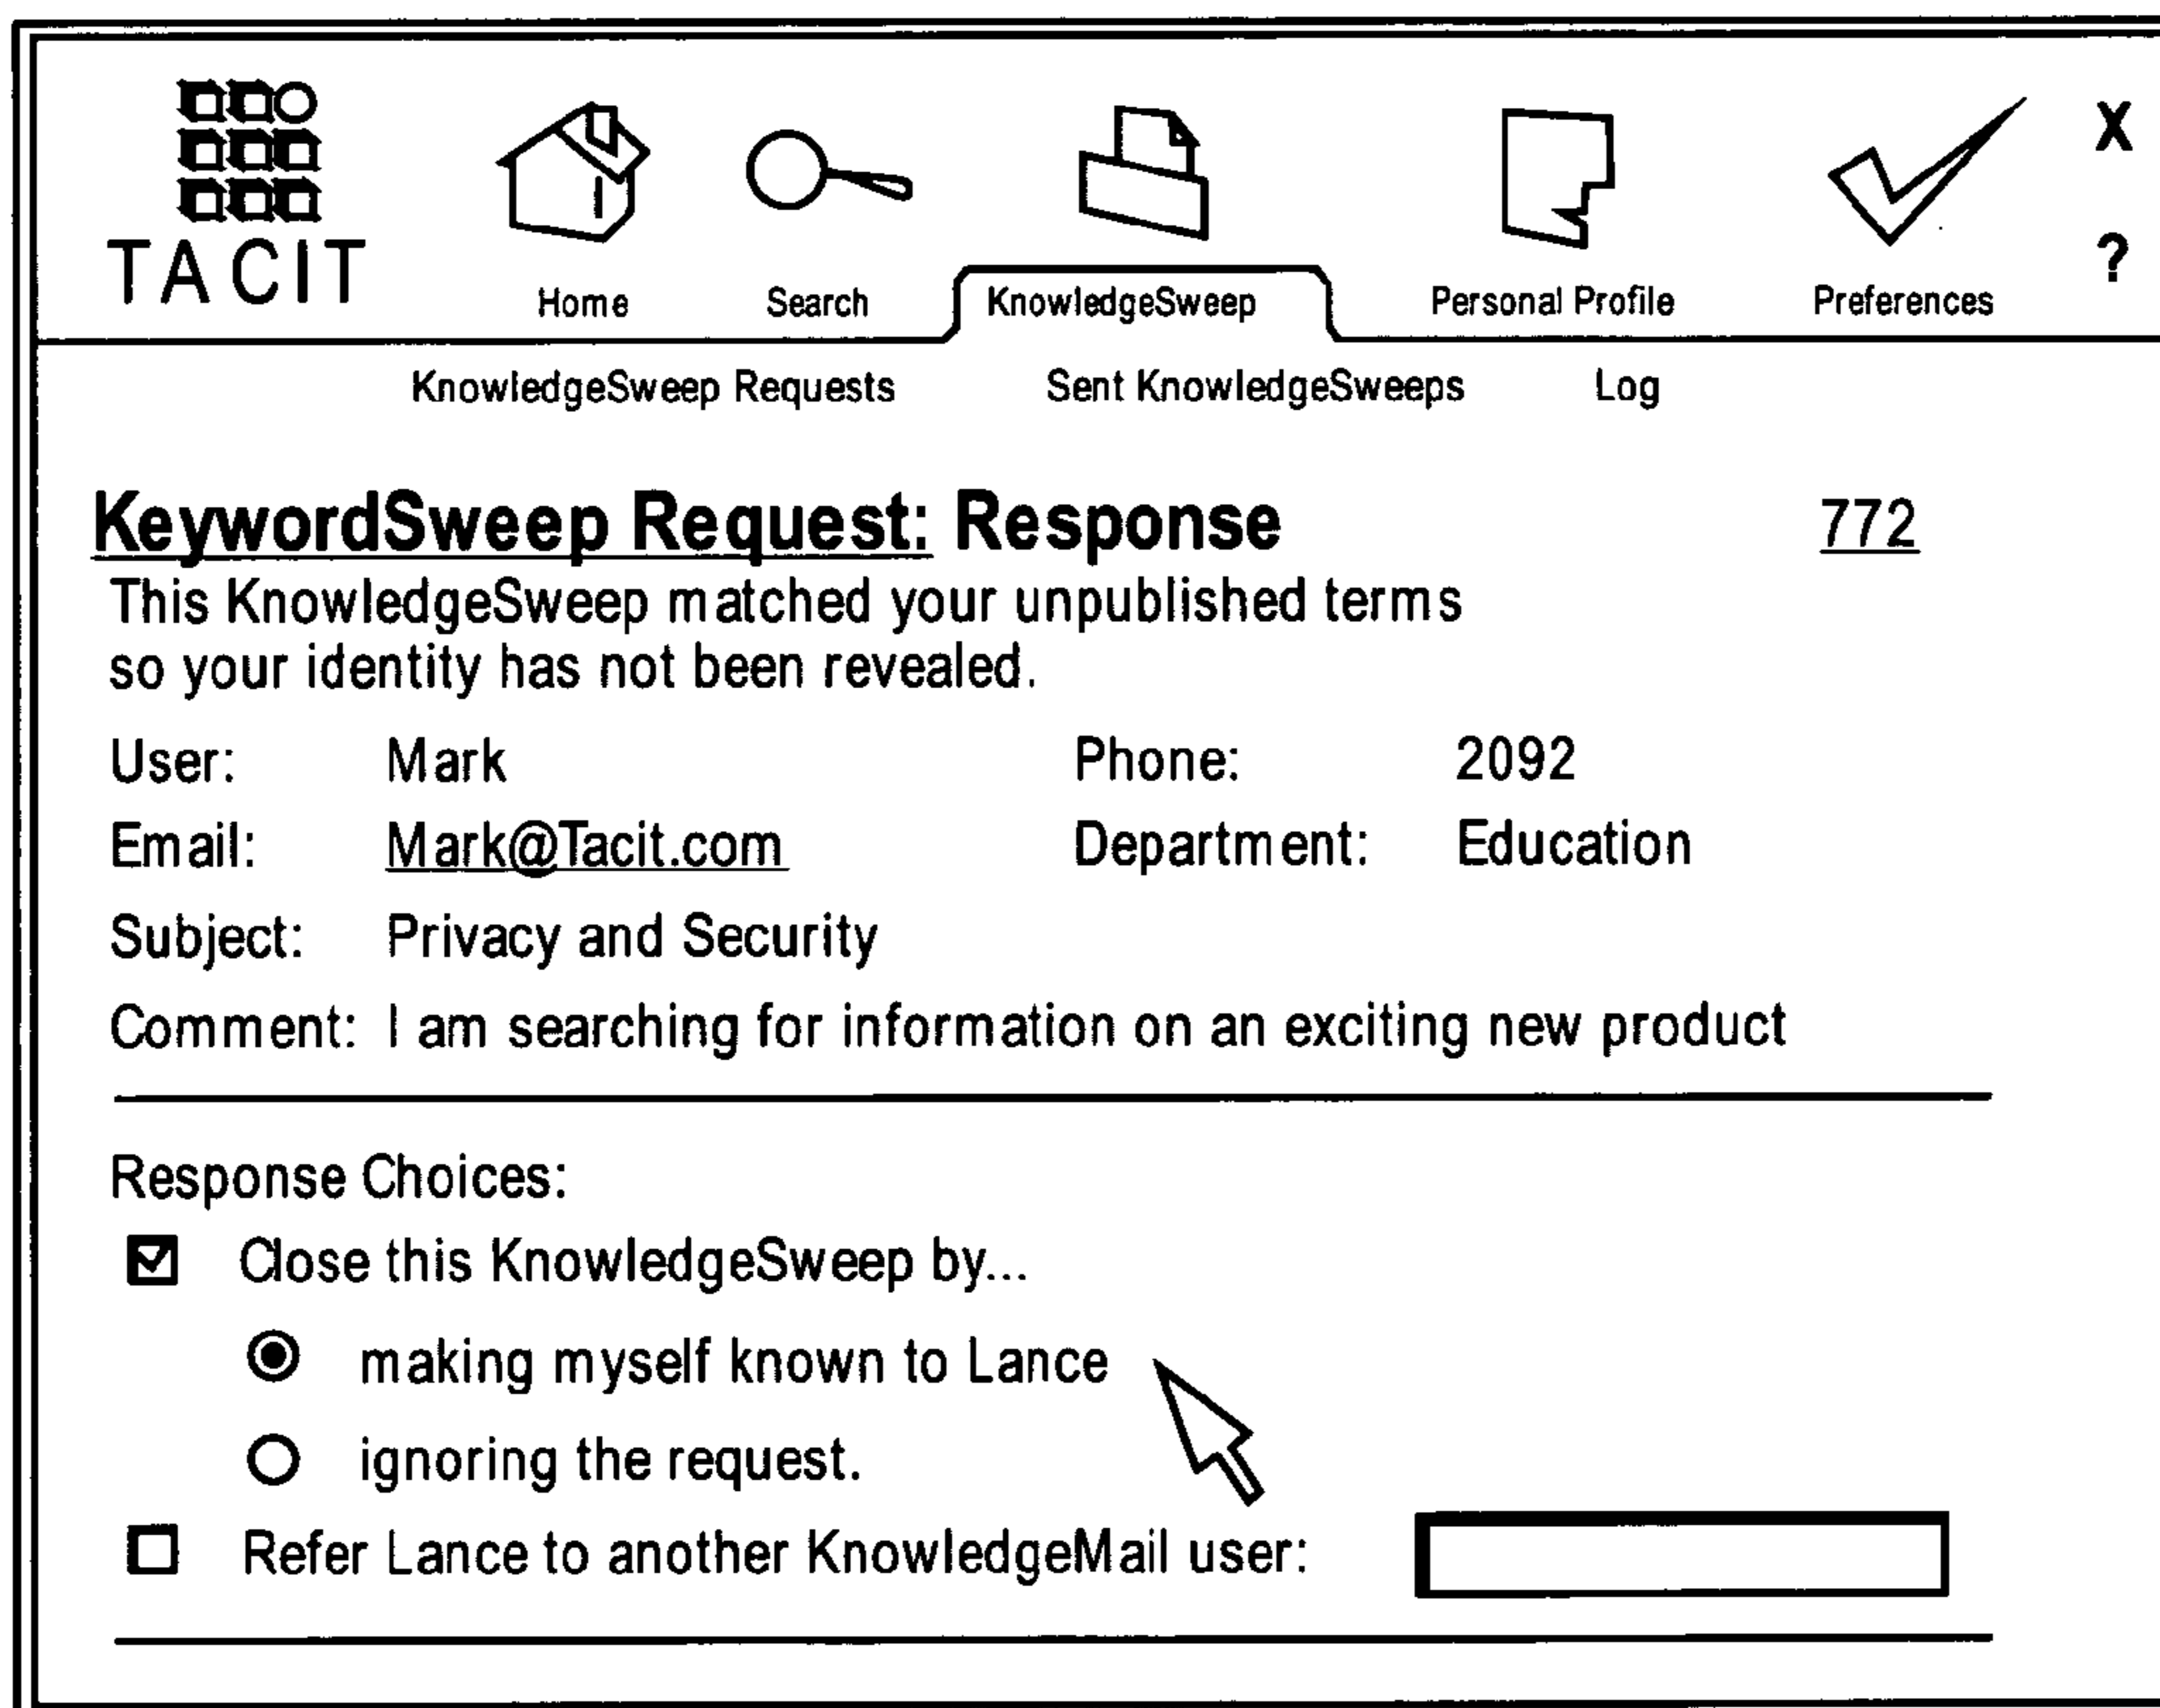 TACIT
Home Search KnowledgeSweep Personal Profile Preferences
X
?
KnowledgeSweep Requests Sent KnowledgeSweeps Log
KeywordSweep Request: Response 772
This KnowledgeSweep matched your unpublished terms
so your identity has not been revealed.
User: Mark Phone: 2092
Email: Mark@Tacit.com Department: Education
Subject: Privacy and Security
Comment: I am searching for information on an exciting new product
Response Choices:
Close this KnowledgeSweep by...
making myself known to Lance
ignoring the request.
Refer Lance to another KnowledgeMail user: